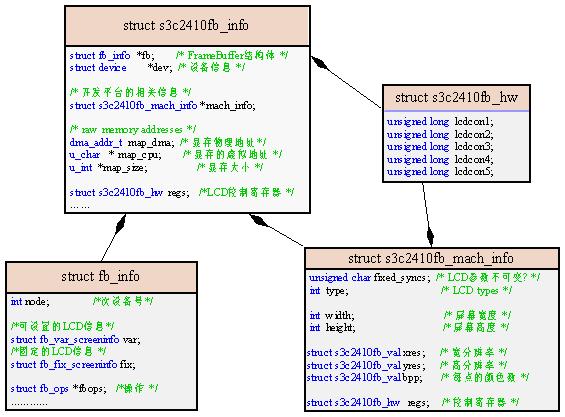 struct s3c2410fb_info
struct fb_info *fb; /* FrameBuffer结构体 */
struct device *dev; /* 设备信息 */
/* 开发平台的相关信息 */
struct s3c2410fb_mach_info *mach_info;
/* raw memory addresses */
dma_addr_t map_dma; /* 显存物理地址*/
u_char * map_cpu; /* 显存的虚拟地址 */
u_int *map_size; /* 显存大小 */
struct s3c2410fb_hw regs; /*LCD控制寄存器 */
……
struct s3c2410fb_hw
unsigned long lcdcon1;
unsigned long lcdcon2;
unsigned long lcdcon3;
unsigned long lcdcon4;
unsigned long lcdcon5;
struct fb_info
int node; /*次设备号*/
/*可设置的LCD信息*/
struct fb_var_screeninfo var;
/*固定的LCD信息*/
struct fb_fix_screeninfo fix;
struct fb_ops *fbops; /*操作 */
…………
struct s3c2410fb_mach_info
unsigned char fixed_syncs; /* LCD参数不可变? */
int type; /* LCD types */
int width; /* 屏幕宽度 */
int height; /* 屏幕高度 */
struct s3c2410fb_val xres; /* 宽分辨率 */
struct s3c2410fb_val yres; /* 高分辨率 */
struct s3c2410fb_val bpp; /* 每点的颜色数 */
struct s3c2410fb_hw regs; /*控制寄存器 */